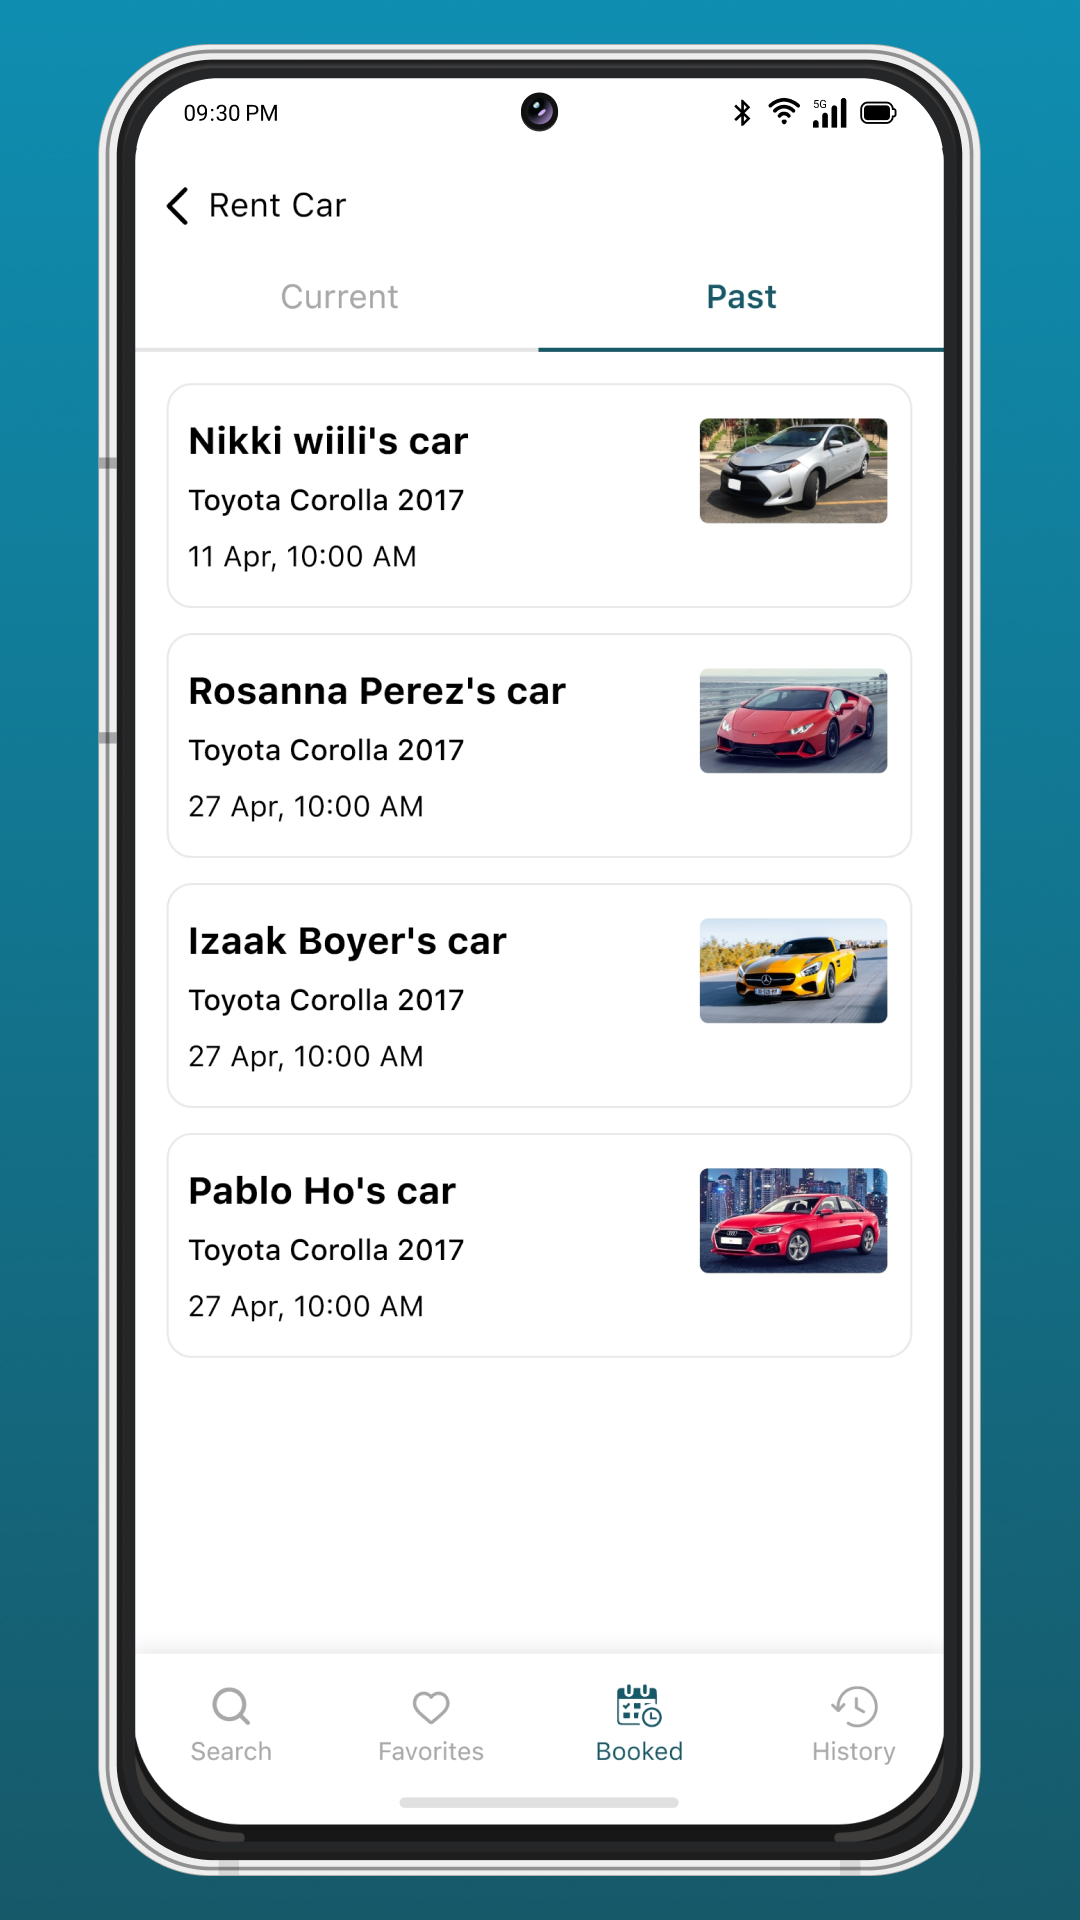 09:30 PM
5G
Rent Car
Current
Past
Nikki wiili's car
Toyota Corolla 2017
11 Apr, 10:00 AM
Rosanna Perez's car
Toyota Corolla 2017
27 Apr, 10:00 AM
Izaak Boyer's car
Toyota Corolla 2017
27 Apr, 10:00 AM
Pablo Ho's car
Toyota Corolla 2017
27 Apr, 10:00 AM
Search
Favorites
Booked
History